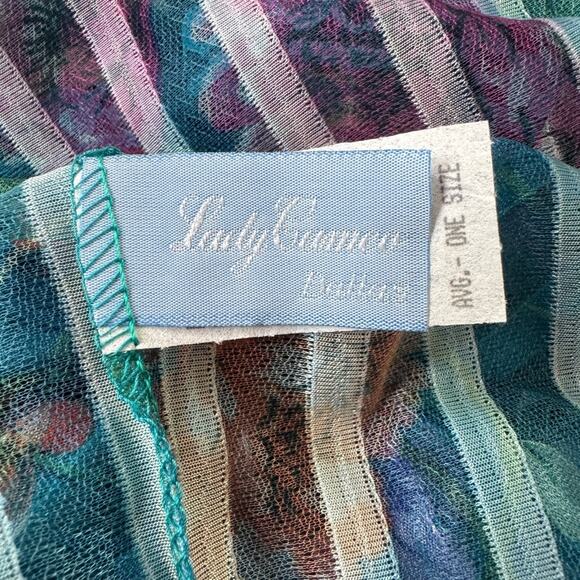 Lady Cameo
Dallas
AVG.- ONE SIZE